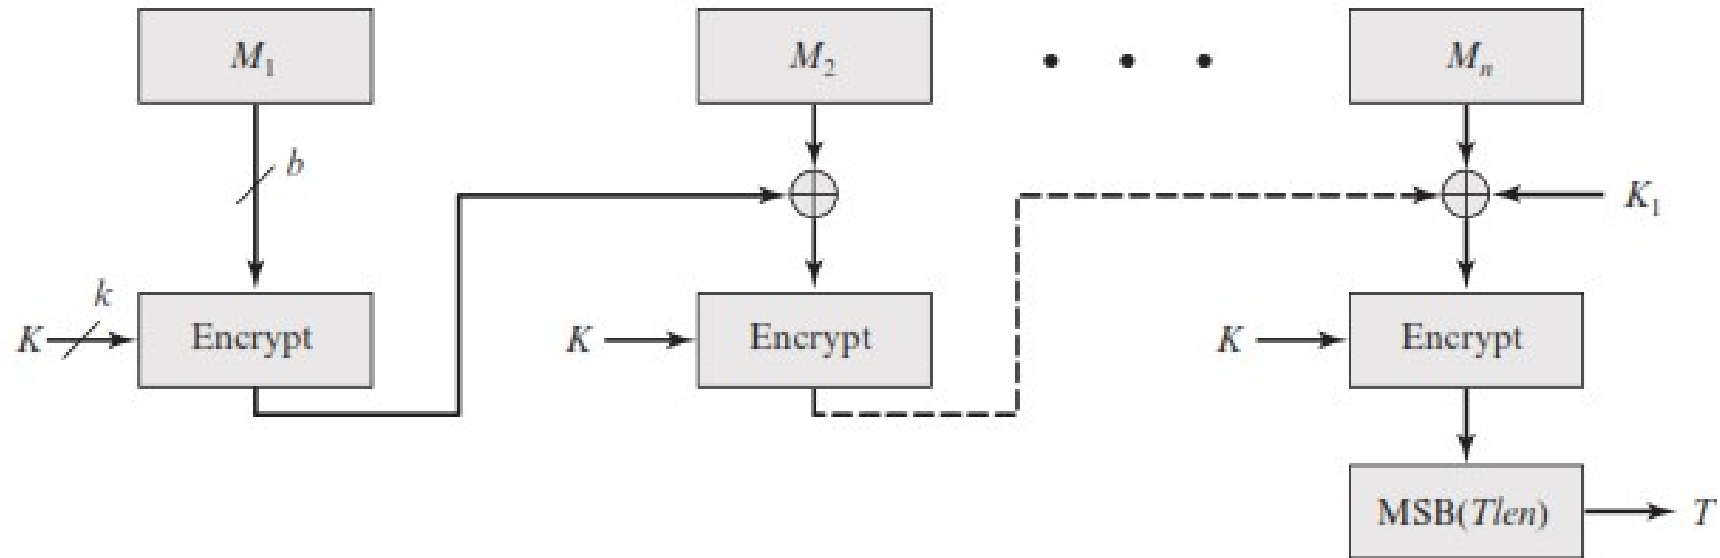 M₁ M₂ • • • Mₙ
b
K₁
k
K Encrypt K Encrypt K Encrypt
MSB(Tlen) T